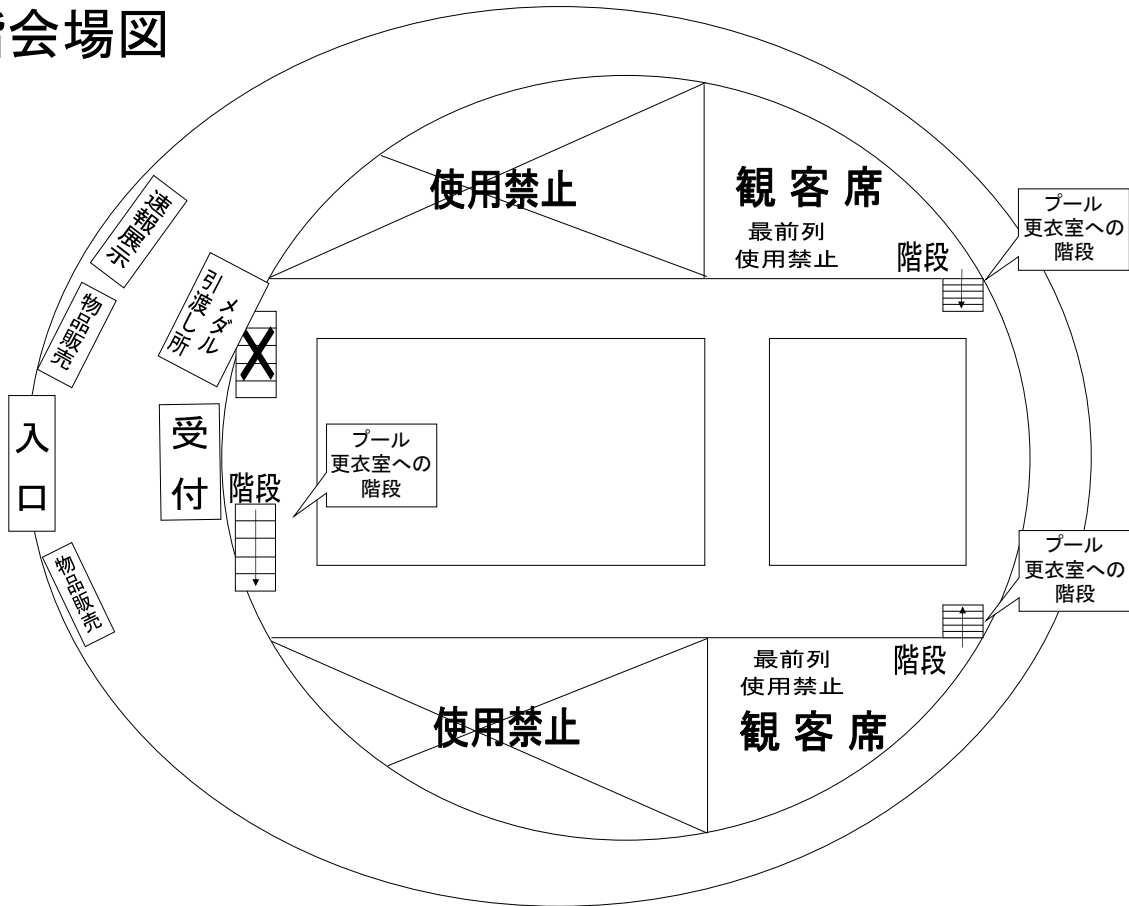 階会場図
使用禁止
観客席
最前列
使用禁止
階段
プール
更衣室への
階段
速報展示
物品販売
メダル
引渡し所
入口
受付
階段
プール
更衣室への
階段
物品販売
プール
更衣室への
階段
最前列
使用禁止
階段
使用禁止
観客席